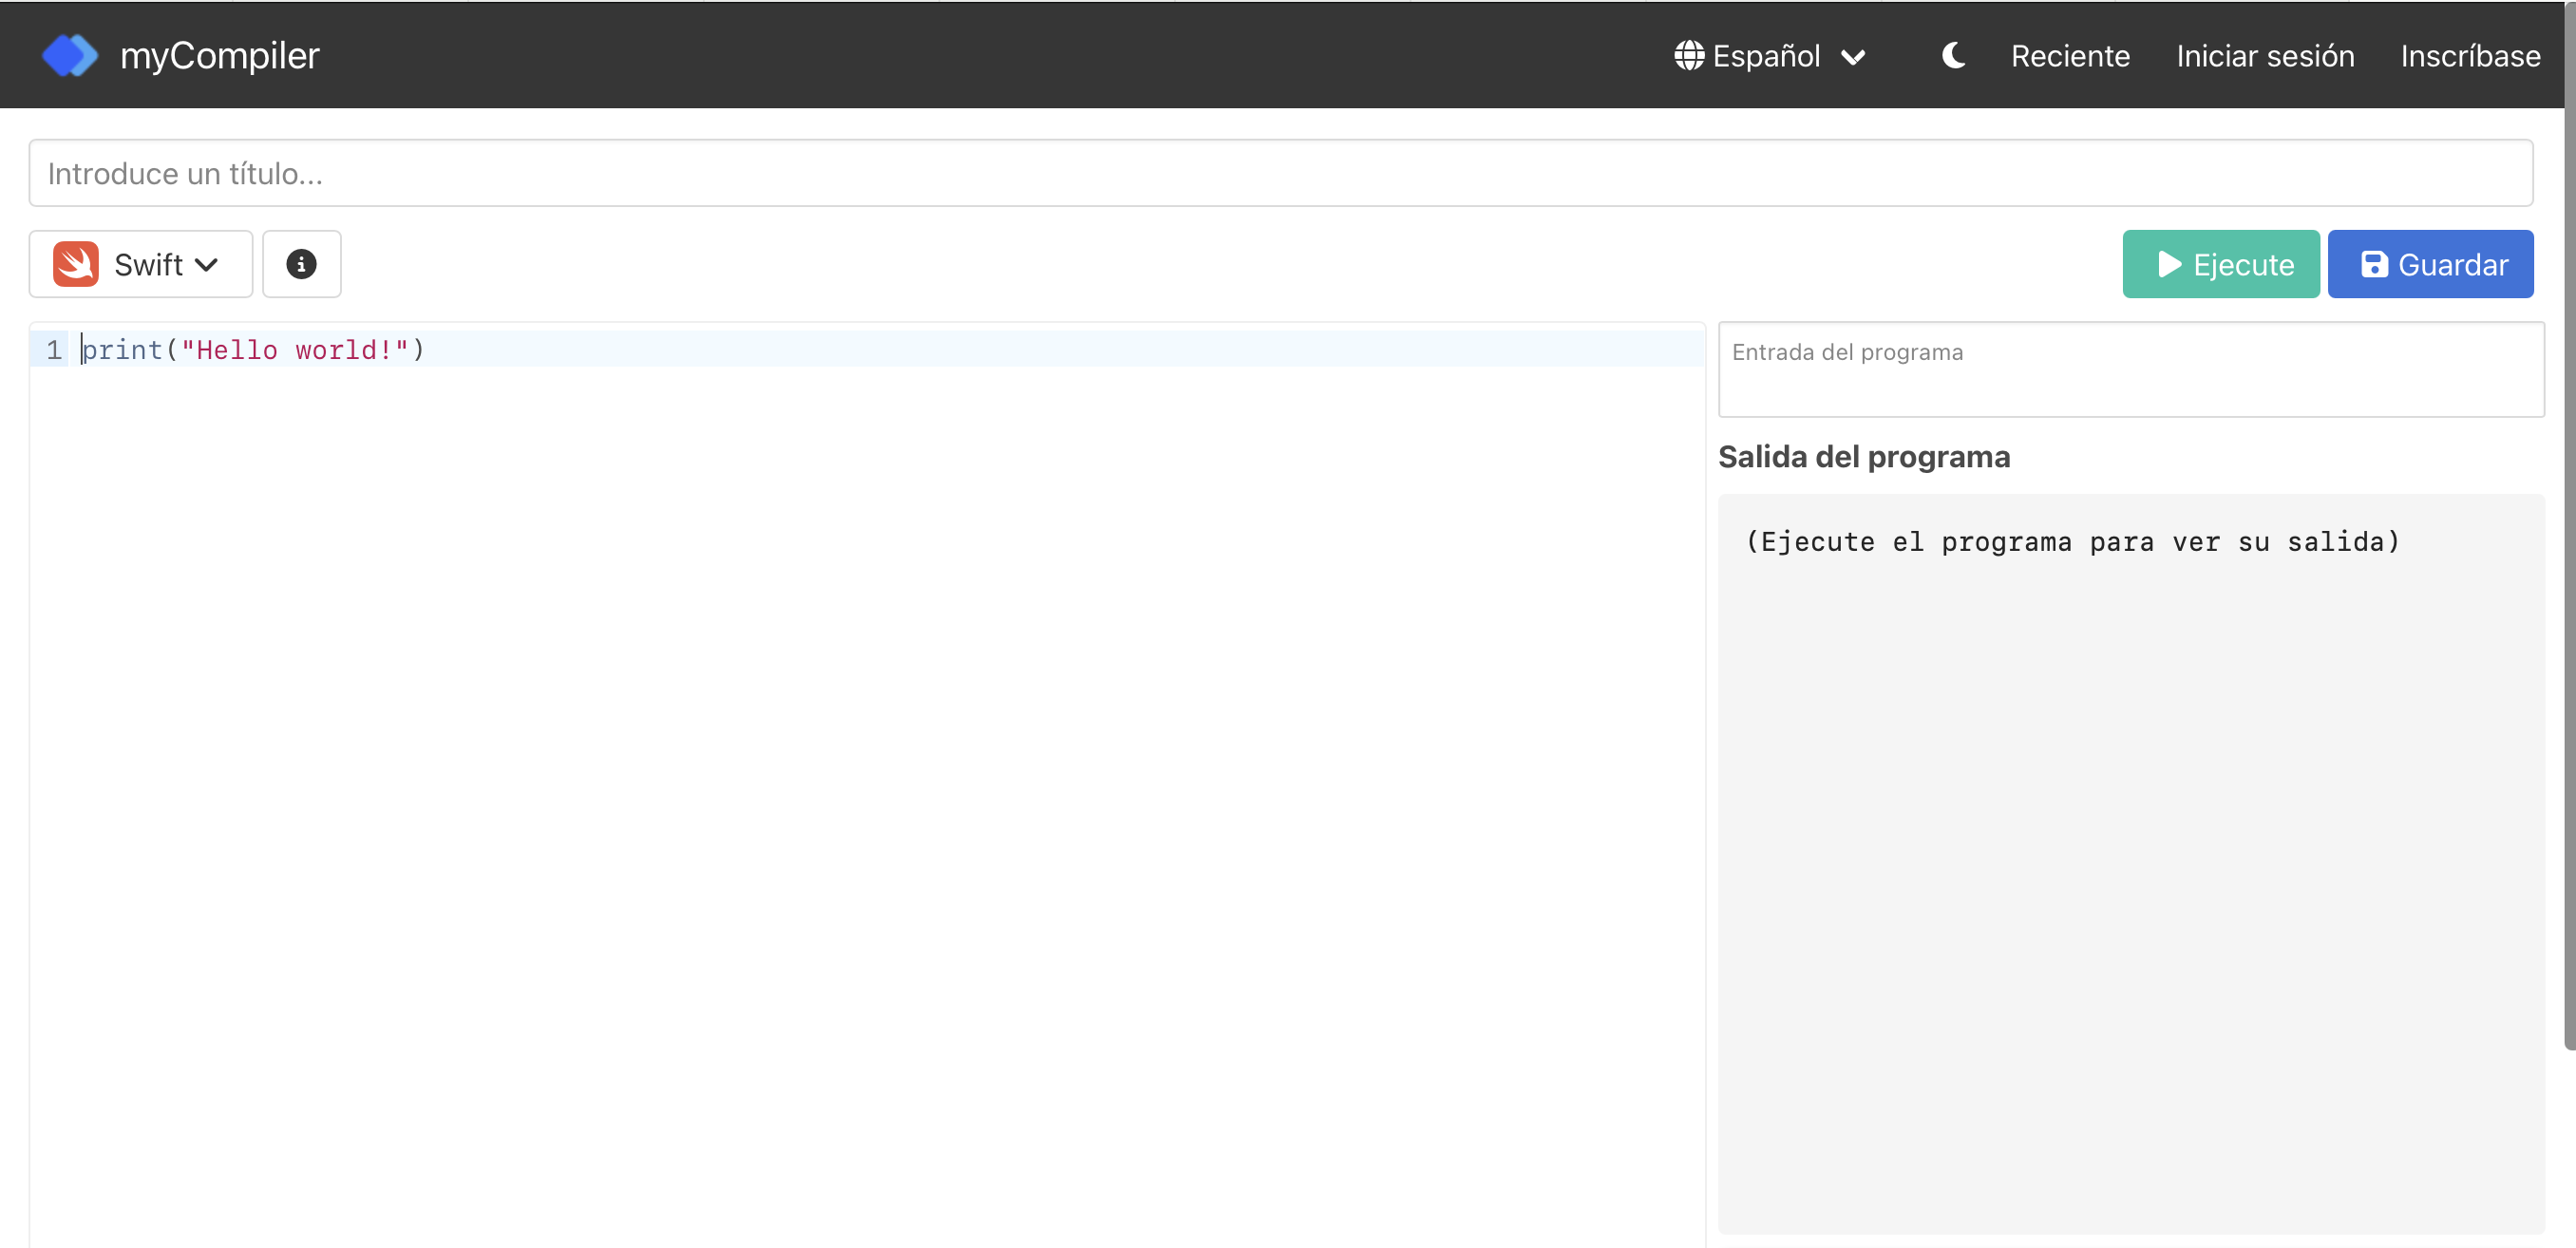 myCompiler
Español
Reciente
Iniciar sesión
Inscríbase
Introduce un título...
Swift
Ejecute
Guardar
1 print("Hello world!")
Entrada del programa
Salida del programa
(Ejecute el programa para ver su salida)